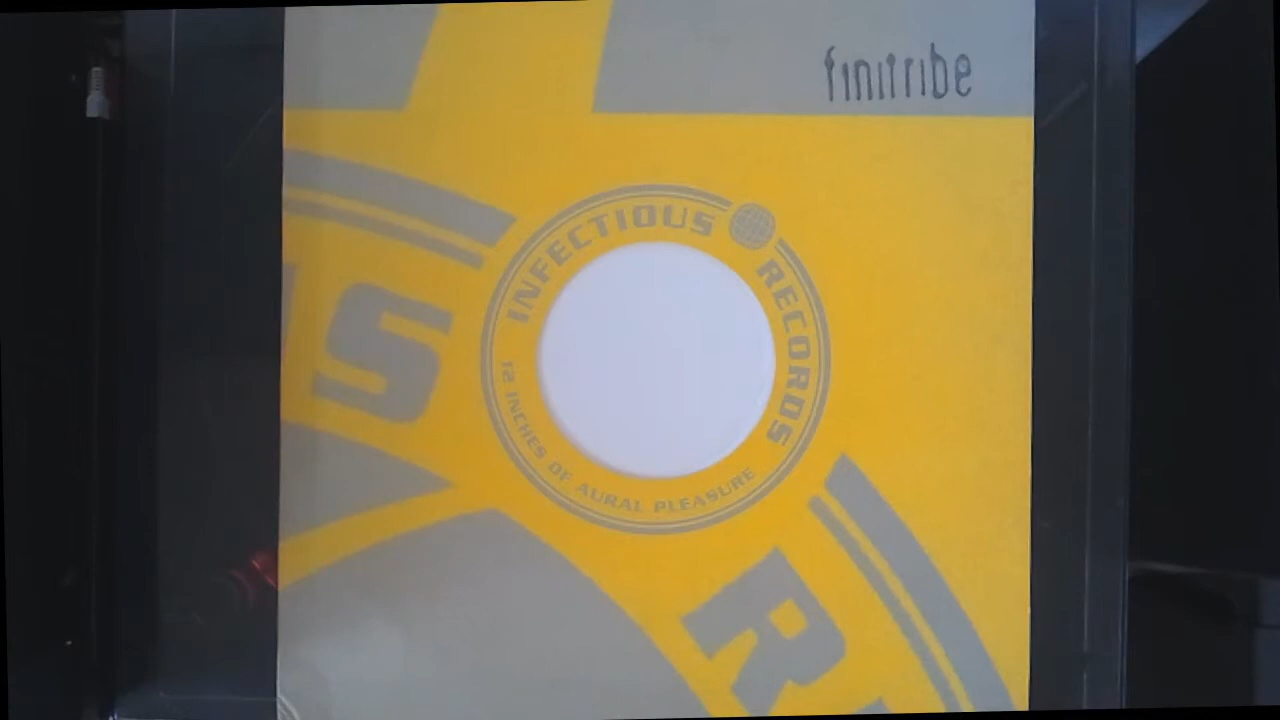 finitribe
INFECTIOUS RECORDS
12 INCHES OF AURAL PLEASURE
S
R